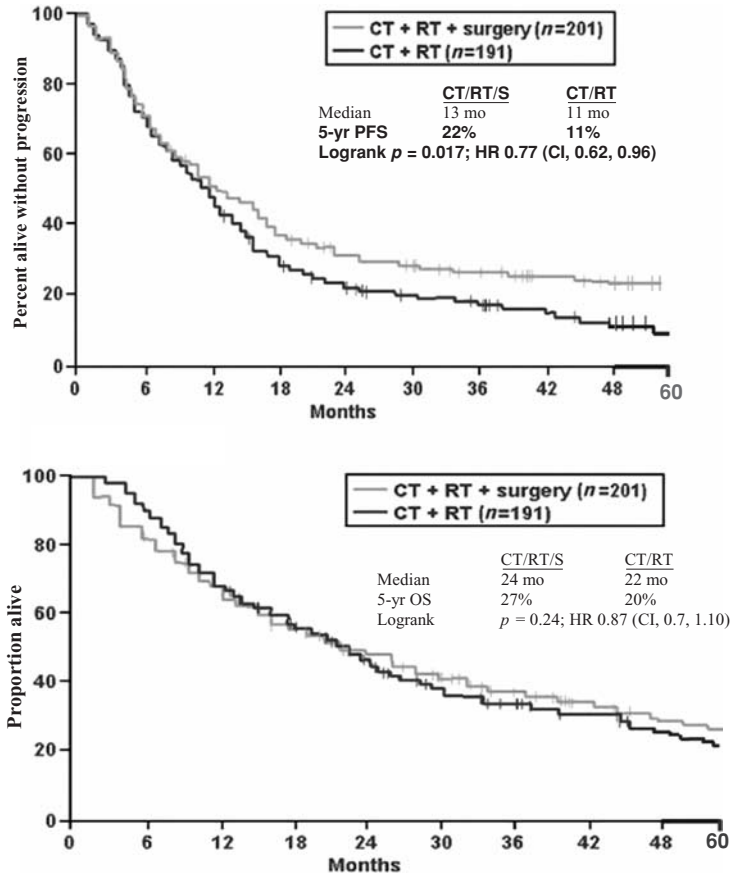 CT + RT + surgery (n=201)
CT + RT (n=191)
CT/RT/S CT/RT
Median 13 mo 11 mo
5-yr PFS 22% 11%
Logrank p = 0.017; HR 0.77 (CI, 0.62, 0.96)
Percent alive without progression
100
80
60
40
20
0
0 6 12 18 24 30 36 42 48 60
Months
CT + RT + surgery (n=201)
CT + RT (n=191)
CT/RT/S CT/RT
Median 24 mo 22 mo
5-yr OS 27% 20%
Logrank p = 0.24; HR 0.87 (CI, 0.7, 1.10)
Proportion alive
100
80
60
40
20
0
0 6 12 18 24 30 36 42 48 60
Months